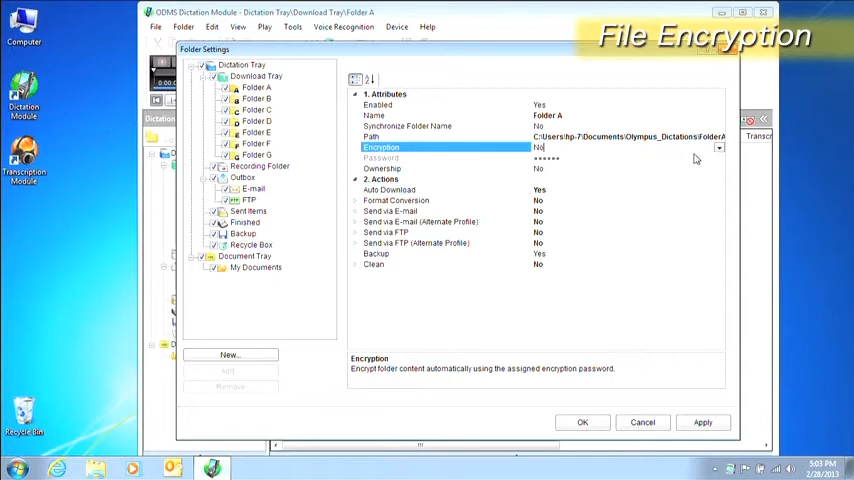 ODMS Dictation Module - Dictation Tray\Download Tray\Folder A
File Encryption
File Folder Edit View Play Tools Voice Recognition Device Help
Computer
Dictation Module
Transcription Module
Recycle Bin
Folder Settings
Dictation Tray
Download Tray
Folder A
Folder B
Folder C
Folder D
Folder E
Folder F
Folder G
Recording Folder
Outbox
E-mail
FTP
Sent Items
Finished
Backup
Recycle Box
Document Tray
My Documents
New...
Add
Remove
1. Attributes
Enabled Yes
Name Folder A
Synchronize Folder Name No
Path C:\Users\hp-7\Documents\Olympus_Dictations\FolderA
Encryption No
Password ******
Ownership No
2. Actions
Auto Download Yes
Format Conversion No
Send via E-mail No
Send via E-mail (Alternate Profile) No
Send via FTP No
Send via FTP (Alternate Profile) No
Backup Yes
Clean No
Encryption
Encrypt folder content automatically using the assigned encryption password.
OK Cancel Apply
Transcr
0:00:0
5:03 PM
2/28/2013